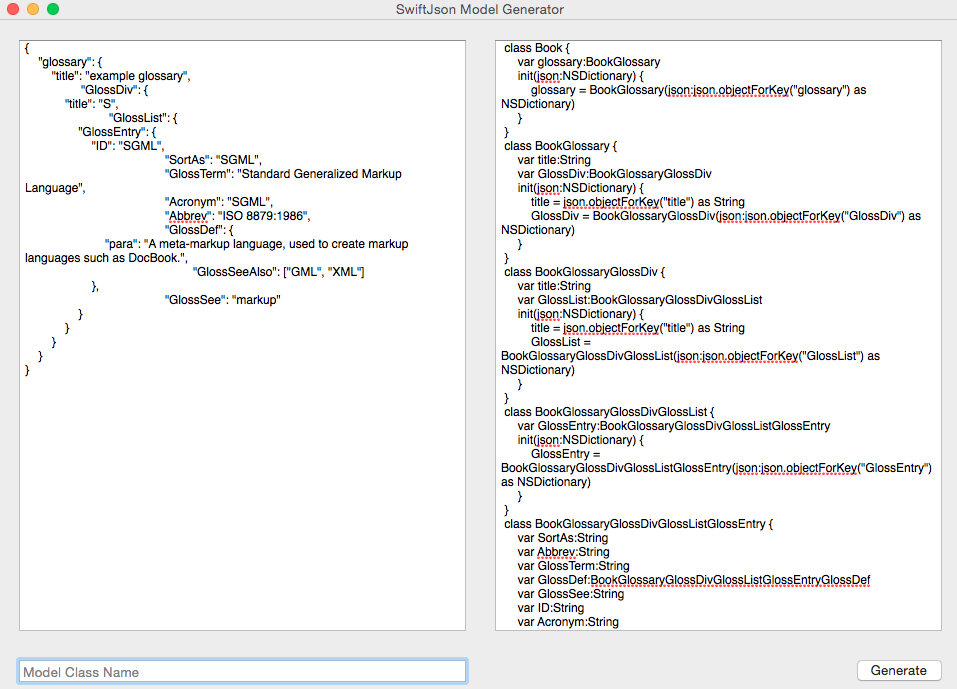 SwiftJson Model Generator
{
"glossary": {
"title": "example glossary",
"GlossDiv": {
"title": "S",
"GlossList": {
"GlossEntry": {
"ID": "SGML",
"SortAs": "SGML",
"GlossTerm": "Standard Generalized Markup
Language",
"Acronym": "SGML",
"Abbrev": "ISO 8879:1986",
"GlossDef": {
"para": "A meta-markup language, used to create markup
languages such as DocBook.",
"GlossSeeAlso": ["GML", "XML"]
},
"GlossSee": "markup"
}
}
}
}
}
class Book {
var glossary:BookGlossary
init(json:NSDictionary) {
glossary = BookGlossary(json:json.objectForKey("glossary") as
NSDictionary)
}
}
class BookGlossary {
var title:String
var GlossDiv:BookGlossaryGlossDiv
init(json:NSDictionary) {
title = json.objectForKey("title") as String
GlossDiv = BookGlossaryGlossDiv(json:json.objectForKey("GlossDiv") as
NSDictionary)
}
}
class BookGlossaryGlossDiv {
var title:String
var GlossList:BookGlossaryGlossDivGlossList
init(json:NSDictionary) {
title = json.objectForKey("title") as String
GlossList =
BookGlossaryGlossDivGlossList(json:json.objectForKey("GlossList") as
NSDictionary)
}
}
class BookGlossaryGlossDivGlossList {
var GlossEntry:BookGlossaryGlossDivGlossListGlossEntry
init(json:NSDictionary) {
GlossEntry =
BookGlossaryGlossDivGlossListGlossEntry(json:json.objectForKey("GlossEntry")
as NSDictionary)
}
}
class BookGlossaryGlossDivGlossListGlossEntry {
var SortAs:String
var Abbrev:String
var GlossTerm:String
var GlossDef:BookGlossaryGlossDivGlossListGlossEntryGlossDef
var GlossSee:String
var ID:String
var Acronym:String
Model Class Name
Generate